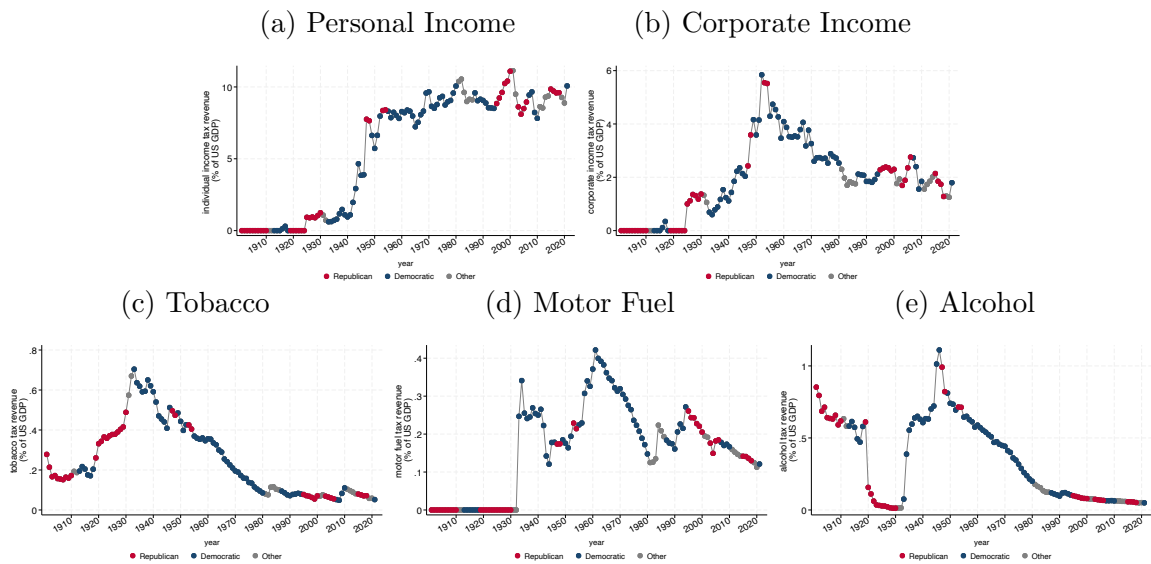 (a) Personal Income
individual income tax revenue
(% of US GDP)
10
5
0
1910 1920 1930 1940 1950 1960 1970 1980 1990 2000 2010 2020
year
Republican Democratic Other
(b) Corporate Income
corporate income tax revenue
(% of US GDP)
6
.4
.2
0
1910 1920 1930 1940 1950 1960 1970 1980 1990 2000 2010 2020
year
Republican Democratic Other
(c) Tobacco
tobacco tax revenue
(% of US GDP)
.8
.6
.4
.2
0
1910 1920 1930 1940 1950 1960 1970 1980 1990 2000 2010 2020
year
Republican Democratic Other
(d) Motor Fuel
motor fuel tax revenue
(% of US GDP)
.4
.3
.2
.1
0
1910 1920 1930 1940 1950 1960 1970 1980 1990 2000 2010 2020
year
Republican Democratic Other
(e) Alcohol
alcohol tax revenue
(% of US GDP)
1
.5
0
1910 1920 1930 1940 1950 1960 1970 1980 1990 2000 2010 2020
year
Republican Democratic Other